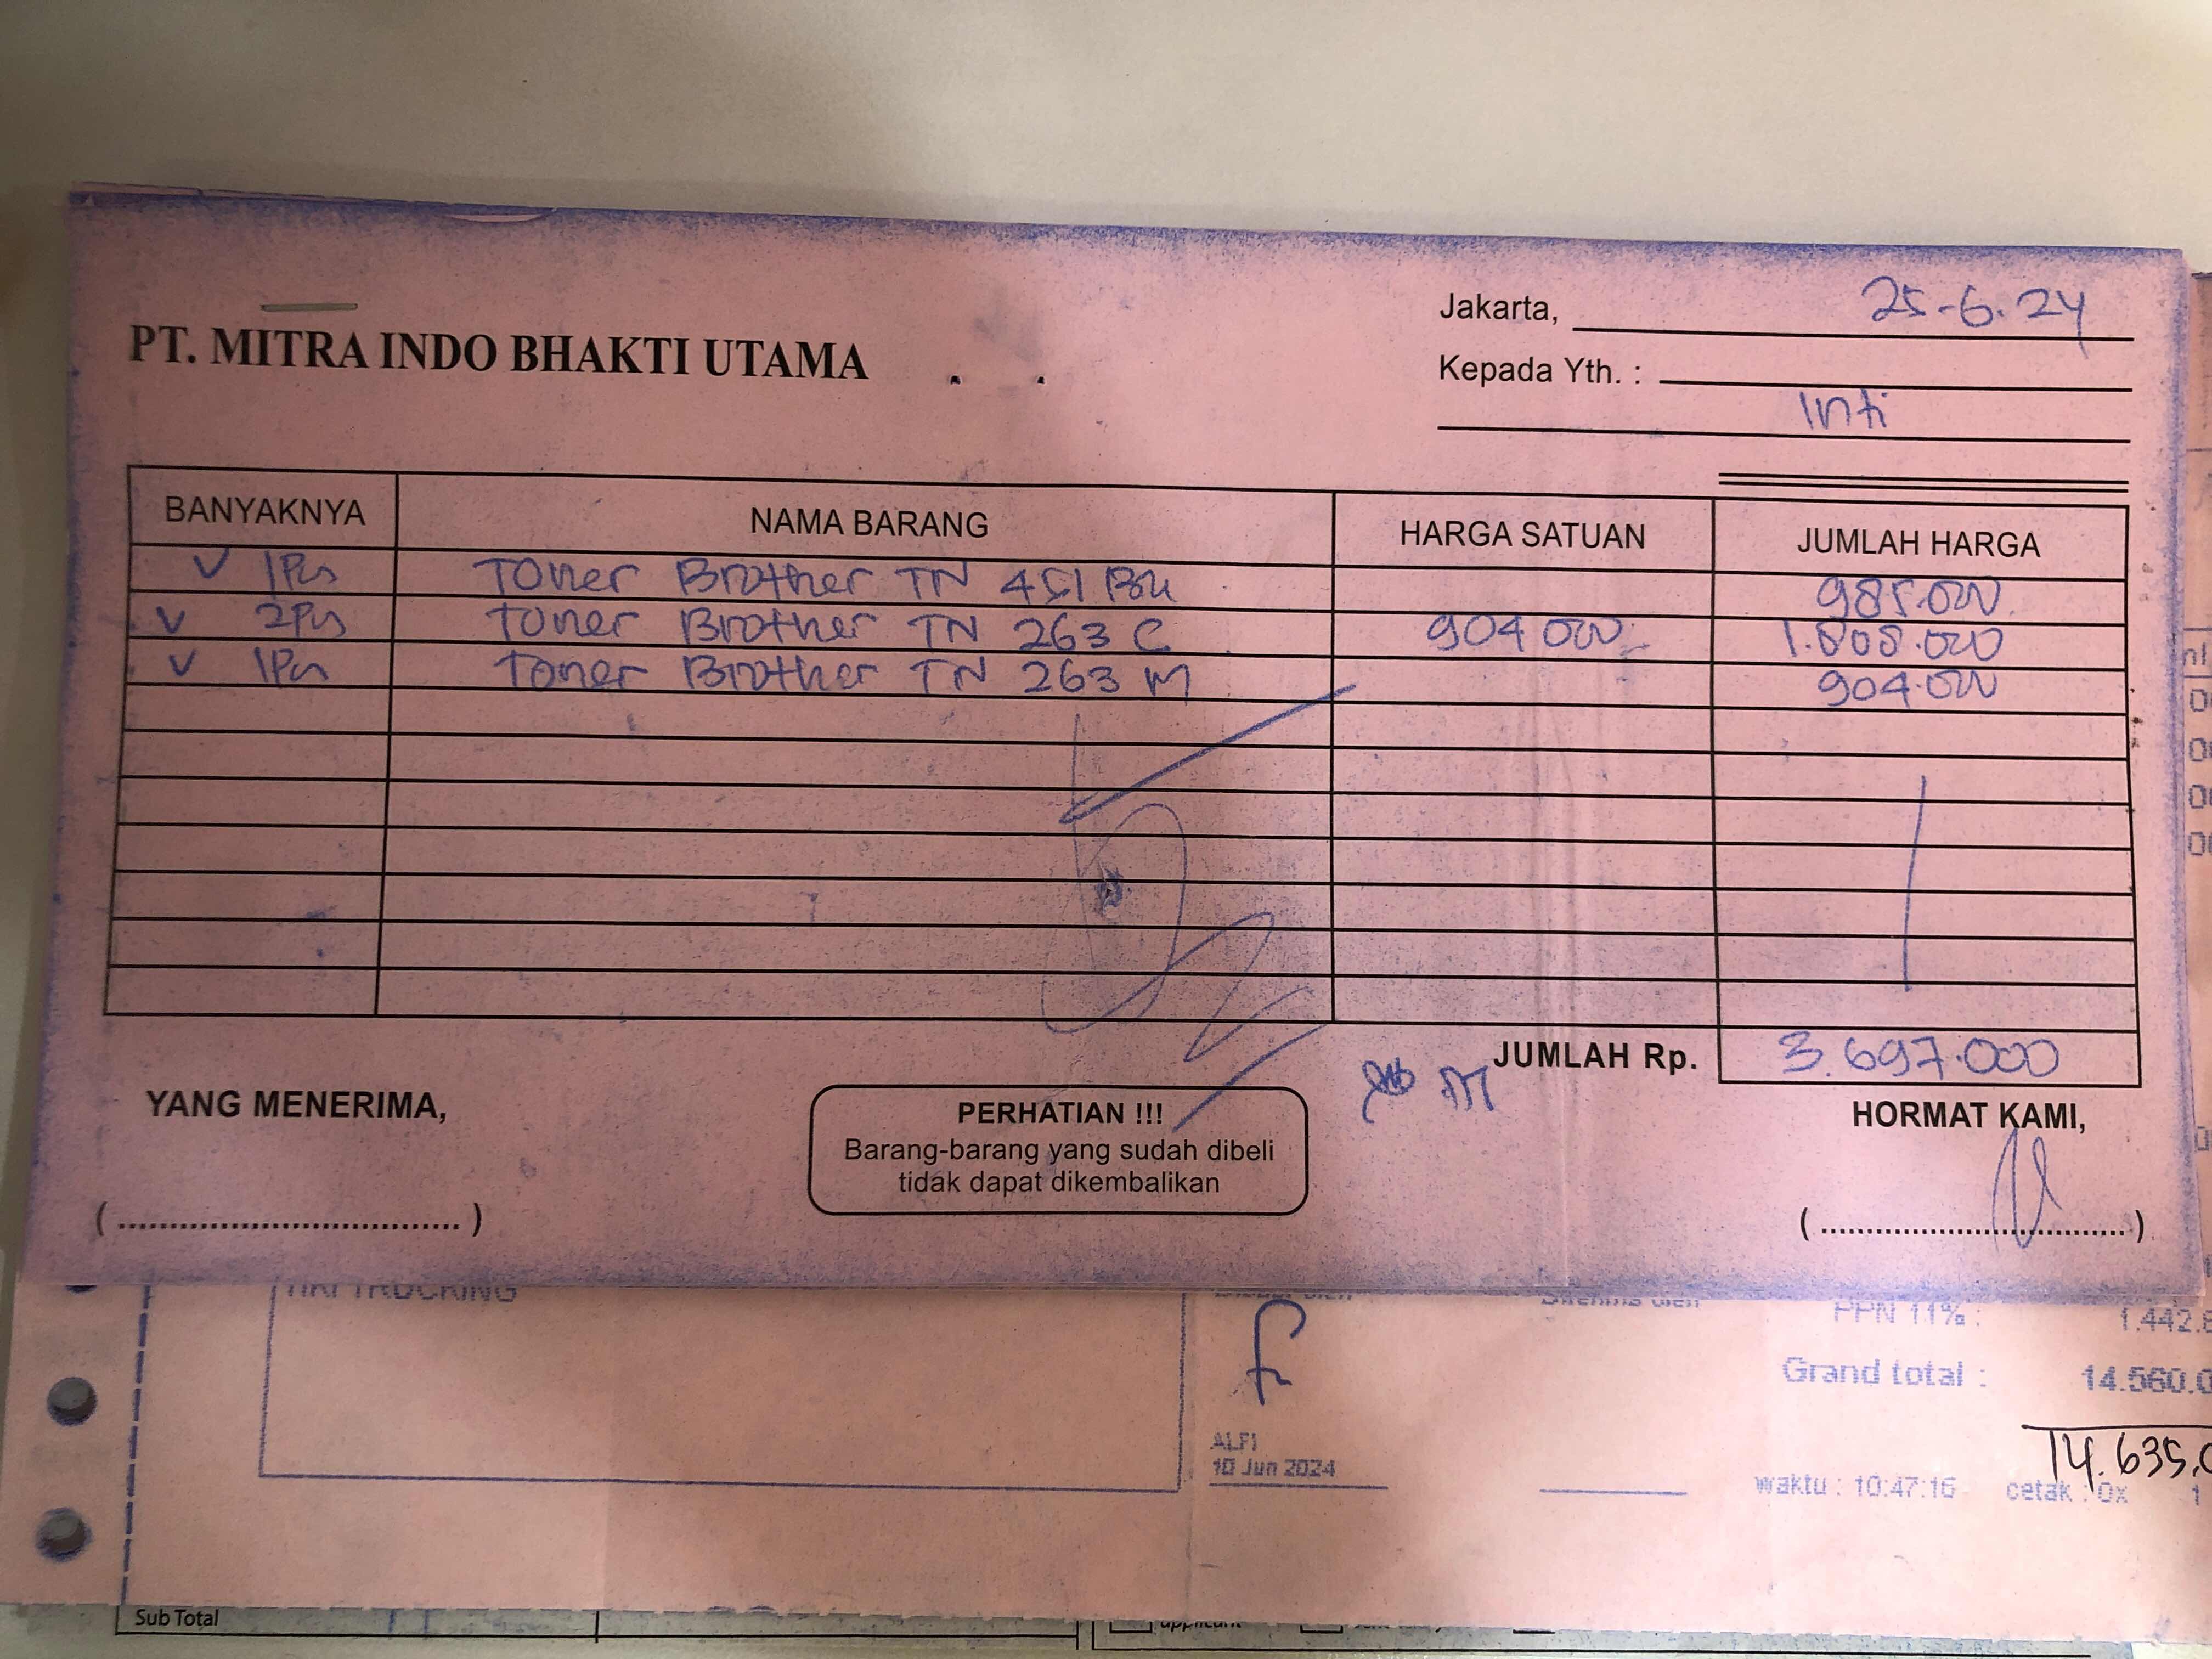 PT. MITRA INDO BHAKTI UTAMA
Jakarta, 25-6.24
Kepada Yth. :
Inti
BANYAKNYA NAMA BARANG HARGA SATUAN JUMLAH HARGA
V 1Pcs Toner Brother TN 451 BK 985.000
V 2Pcs Toner Brother TN 263 C 904 000 1.808.000
V 1Pcs Toner Brother TN 263 M 904.000
JUMLAH Rp. 3.697.000
YANG MENERIMA,
PERHATIAN !!!
Barang-barang yang sudah dibeli
tidak dapat dikembalikan
HORMAT KAMI,
(..................................)
(..................................)
TRUCKING
PPN 11% : 1.442.8
Grand total : 14.560.0
14.635.0
ALFI
10 Jun 2024
waktu : 10:47:16 cetak : 0x 1
Sub Total
applicant